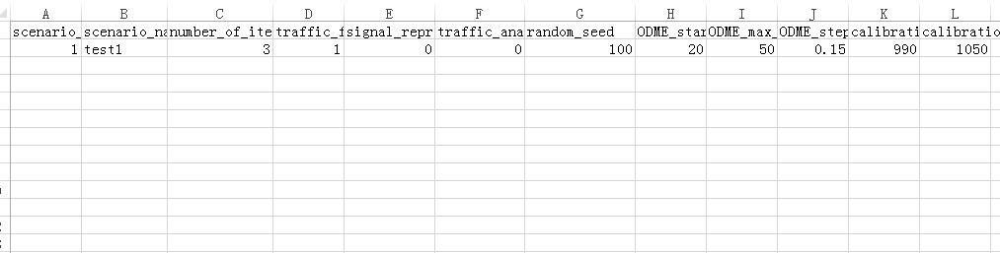 A B C D E F G H I J K L
scenario_ scenario_na number_of_ite traffic_f signal_repr traffic_ana random_seed ODME_star ODME_max_ ODME_step calibrati calibratio
1 test1 3 1 0 0 100 20 50 0.15 990 1050